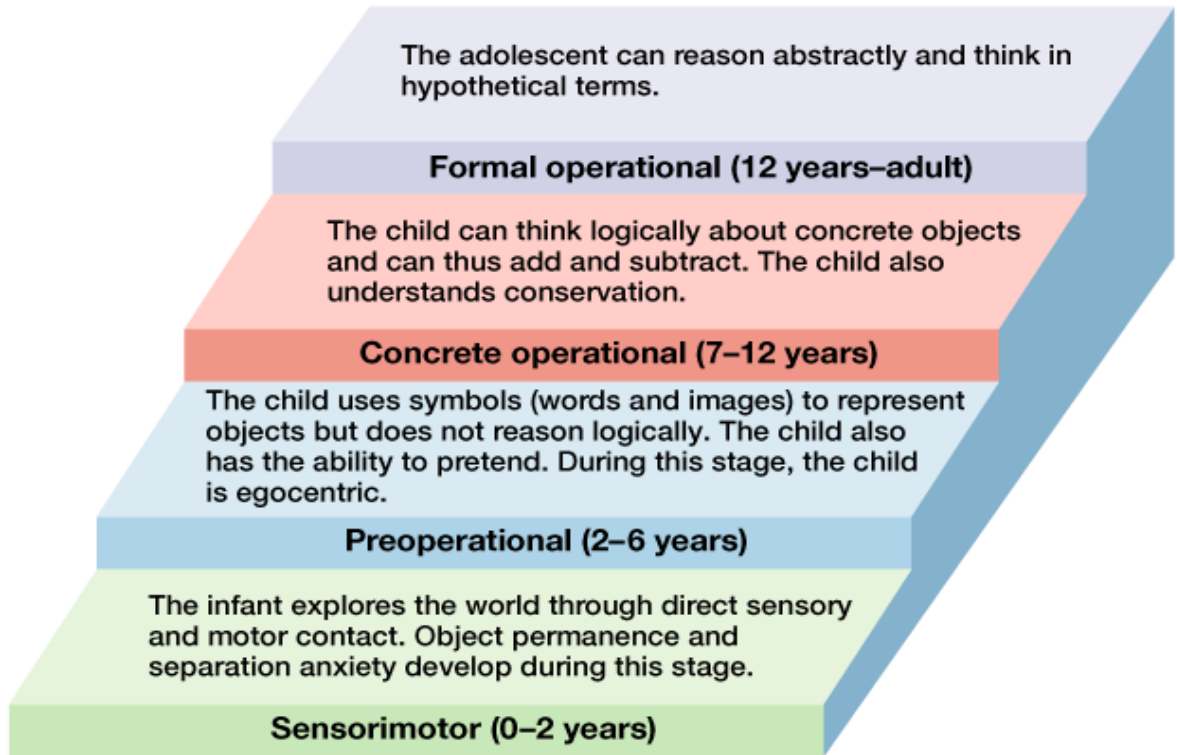 The adolescent can reason abstractly and think in
hypothetical terms.
Formal operational (12 years–adult)
The child can think logically about concrete objects
and can thus add and subtract. The child also
understands conservation.
Concrete operational (7–12 years)
The child uses symbols (words and images) to represent
objects but does not reason logically. The child also
has the ability to pretend. During this stage, the child
is egocentric.
Preoperational (2–6 years)
The infant explores the world through direct sensory
and motor contact. Object permanence and
separation anxiety develop during this stage.
Sensorimotor (0–2 years)